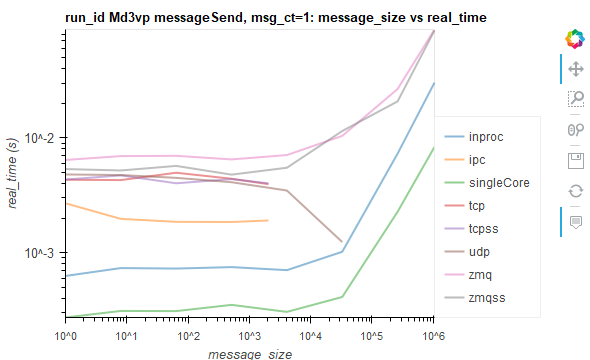 run_id Md3vp messageSend, msg_ct=1: message_size vs real_time
real_time (s)
10^-2
10^-3
10^0
10^1
10^2
10^3
10^4
10^5
10^6
message_size
inproc
ipc
singleCore
tcp
tcpss
udp
zmq
zmqss